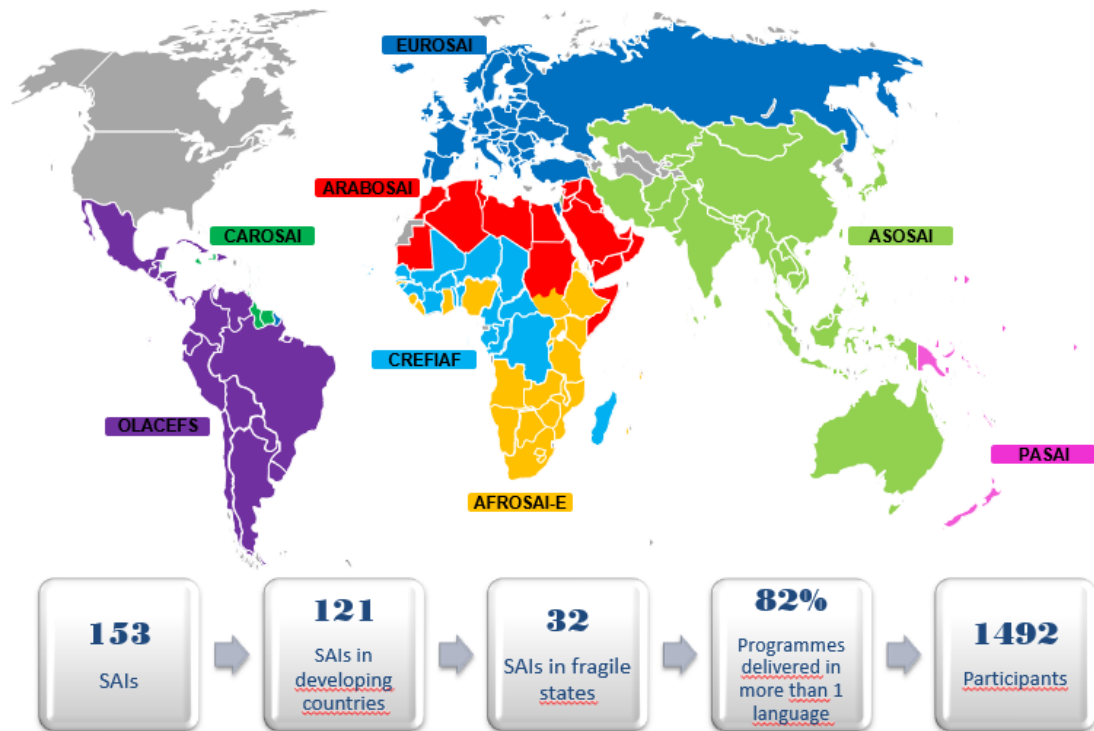 EUROSAI
ARABOSAI
CAROSAI
ASOSAI
CREFIAF
OLACEFS
PASAI
AFROSAI-E
153
SAIs
121
SAIs in
developing
countries
32
SAIs in fragile
states
82%
Programmes
delivered in
more than 1
language
1492
Participants